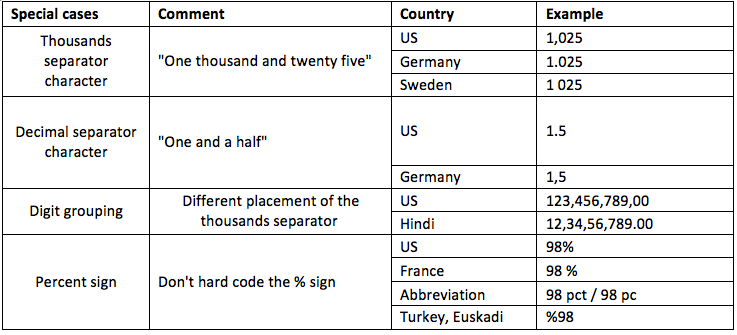 Special cases Comment Country Example
Thousands separator character "One thousand and twenty five" US 1,025
Germany 1.025
Sweden 1 025
Decimal separator character "One and a half" US 1.5
Germany 1,5
Digit grouping Different placement of the thousands separator US 123,456,789,00
Hindi 12,34,56,789.00
Percent sign Don't hard code the % sign US 98%
France 98 %
Abbreviation 98 pct / 98 pc
Turkey, Euskadi %98